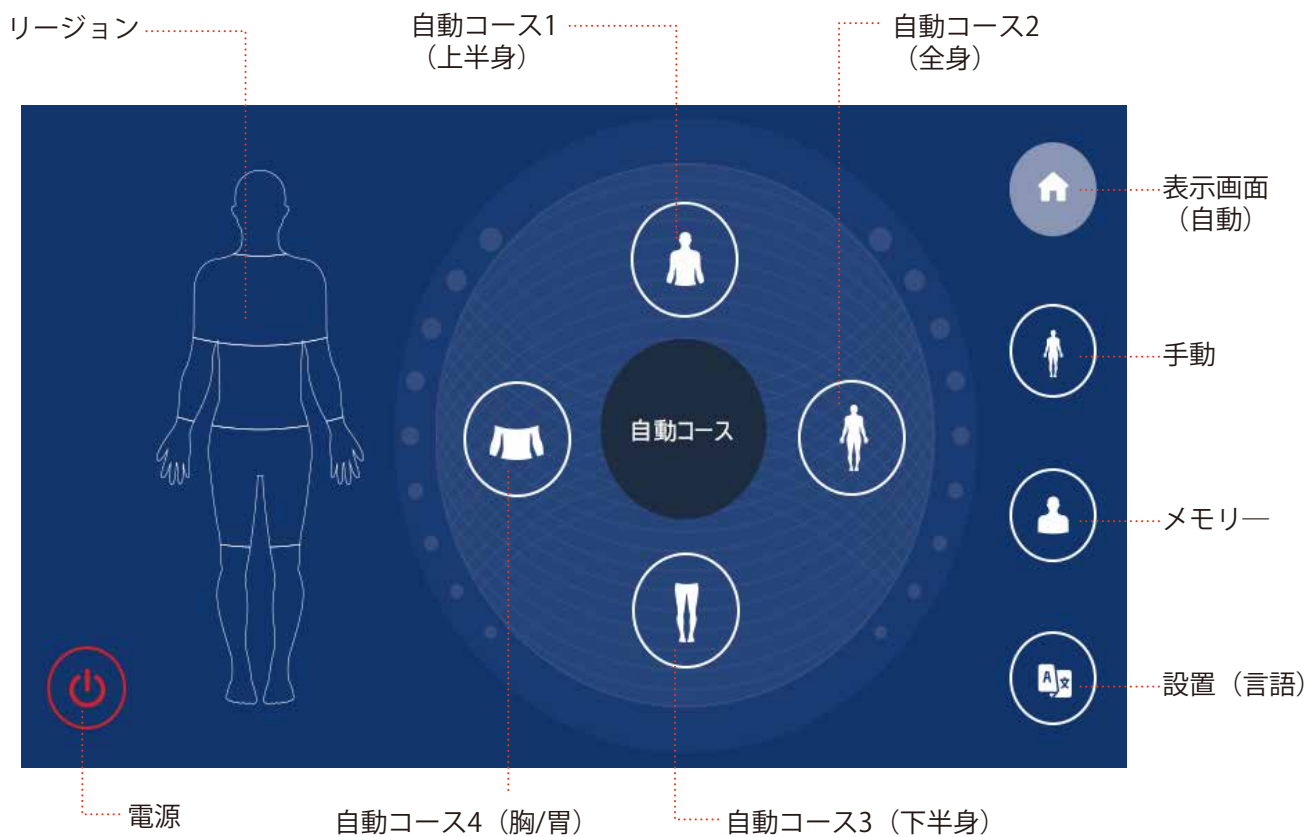 リージョン
自動コース1
（上半身）
自動コース2
（全身）
表示画面
（自動）
手動
自動コース
メモリ―
A文
設置（言語）
電源
自動コース4（胸/胃）
自動コース3（下半身）